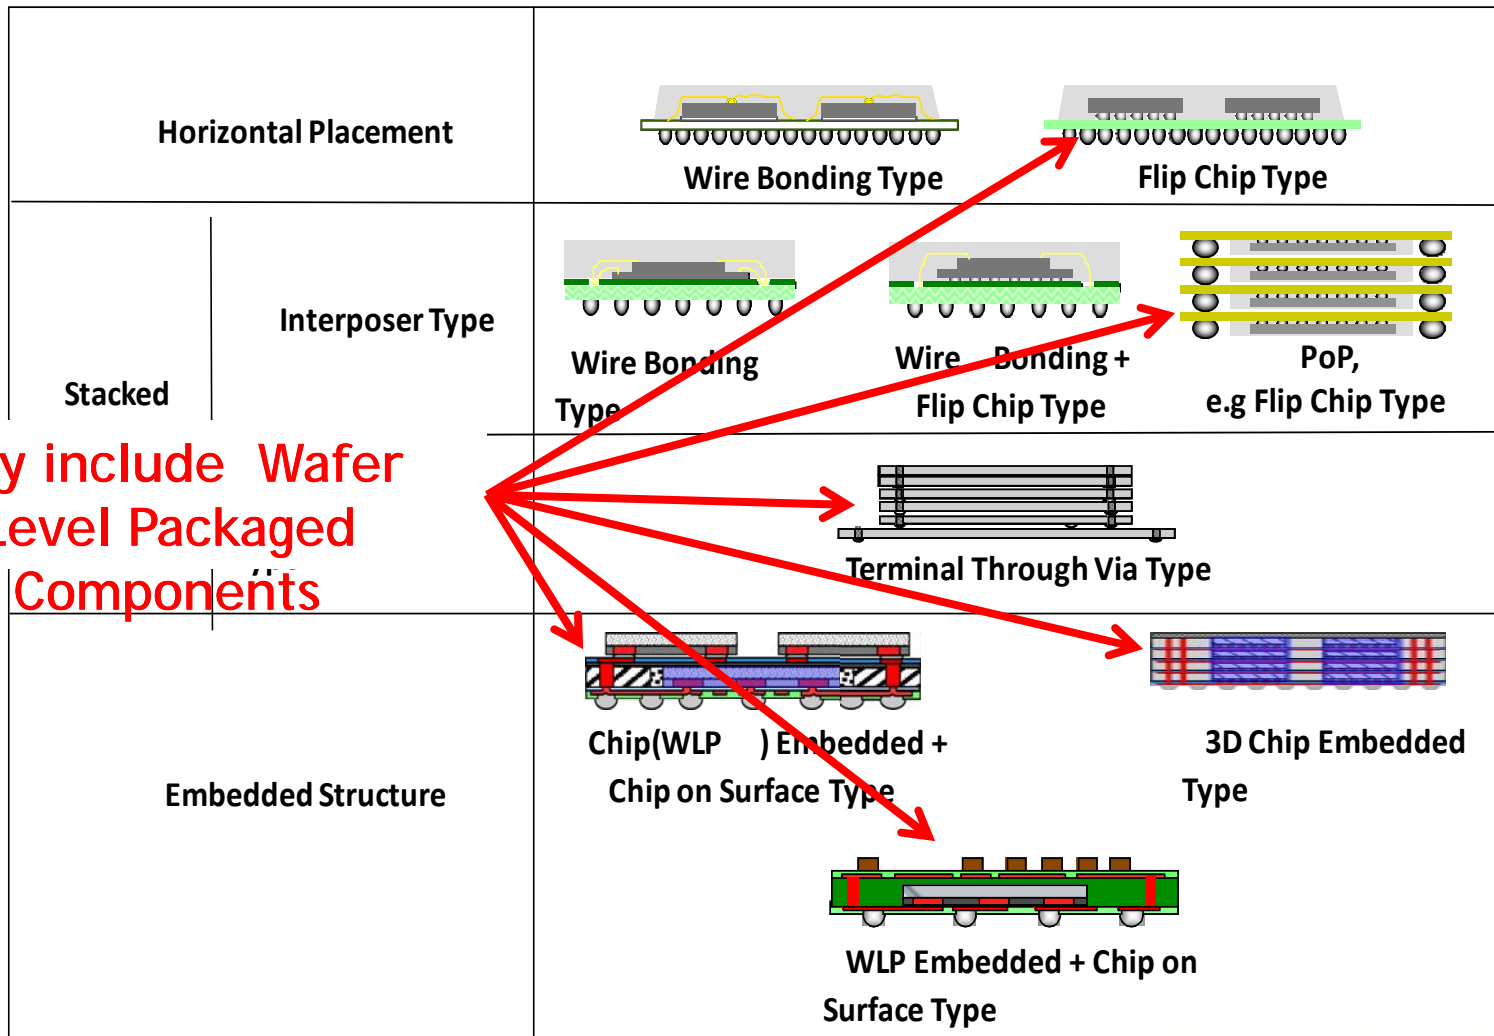 Horizontal Placement
Wire Bonding Type
Flip Chip Type
Stacked
Interposer Type
Wire Bonding
Type
Wire Bonding +
Flip Chip Type
PoP,
e.g Flip Chip Type
y include Wafer
Level Packaged
Components
Terminal Through Via Type
Embedded Structure
Chip(WLP ) Embedded +
Chip on Surface Type
3D Chip Embedded
Type
WLP Embedded + Chip on
Surface Type